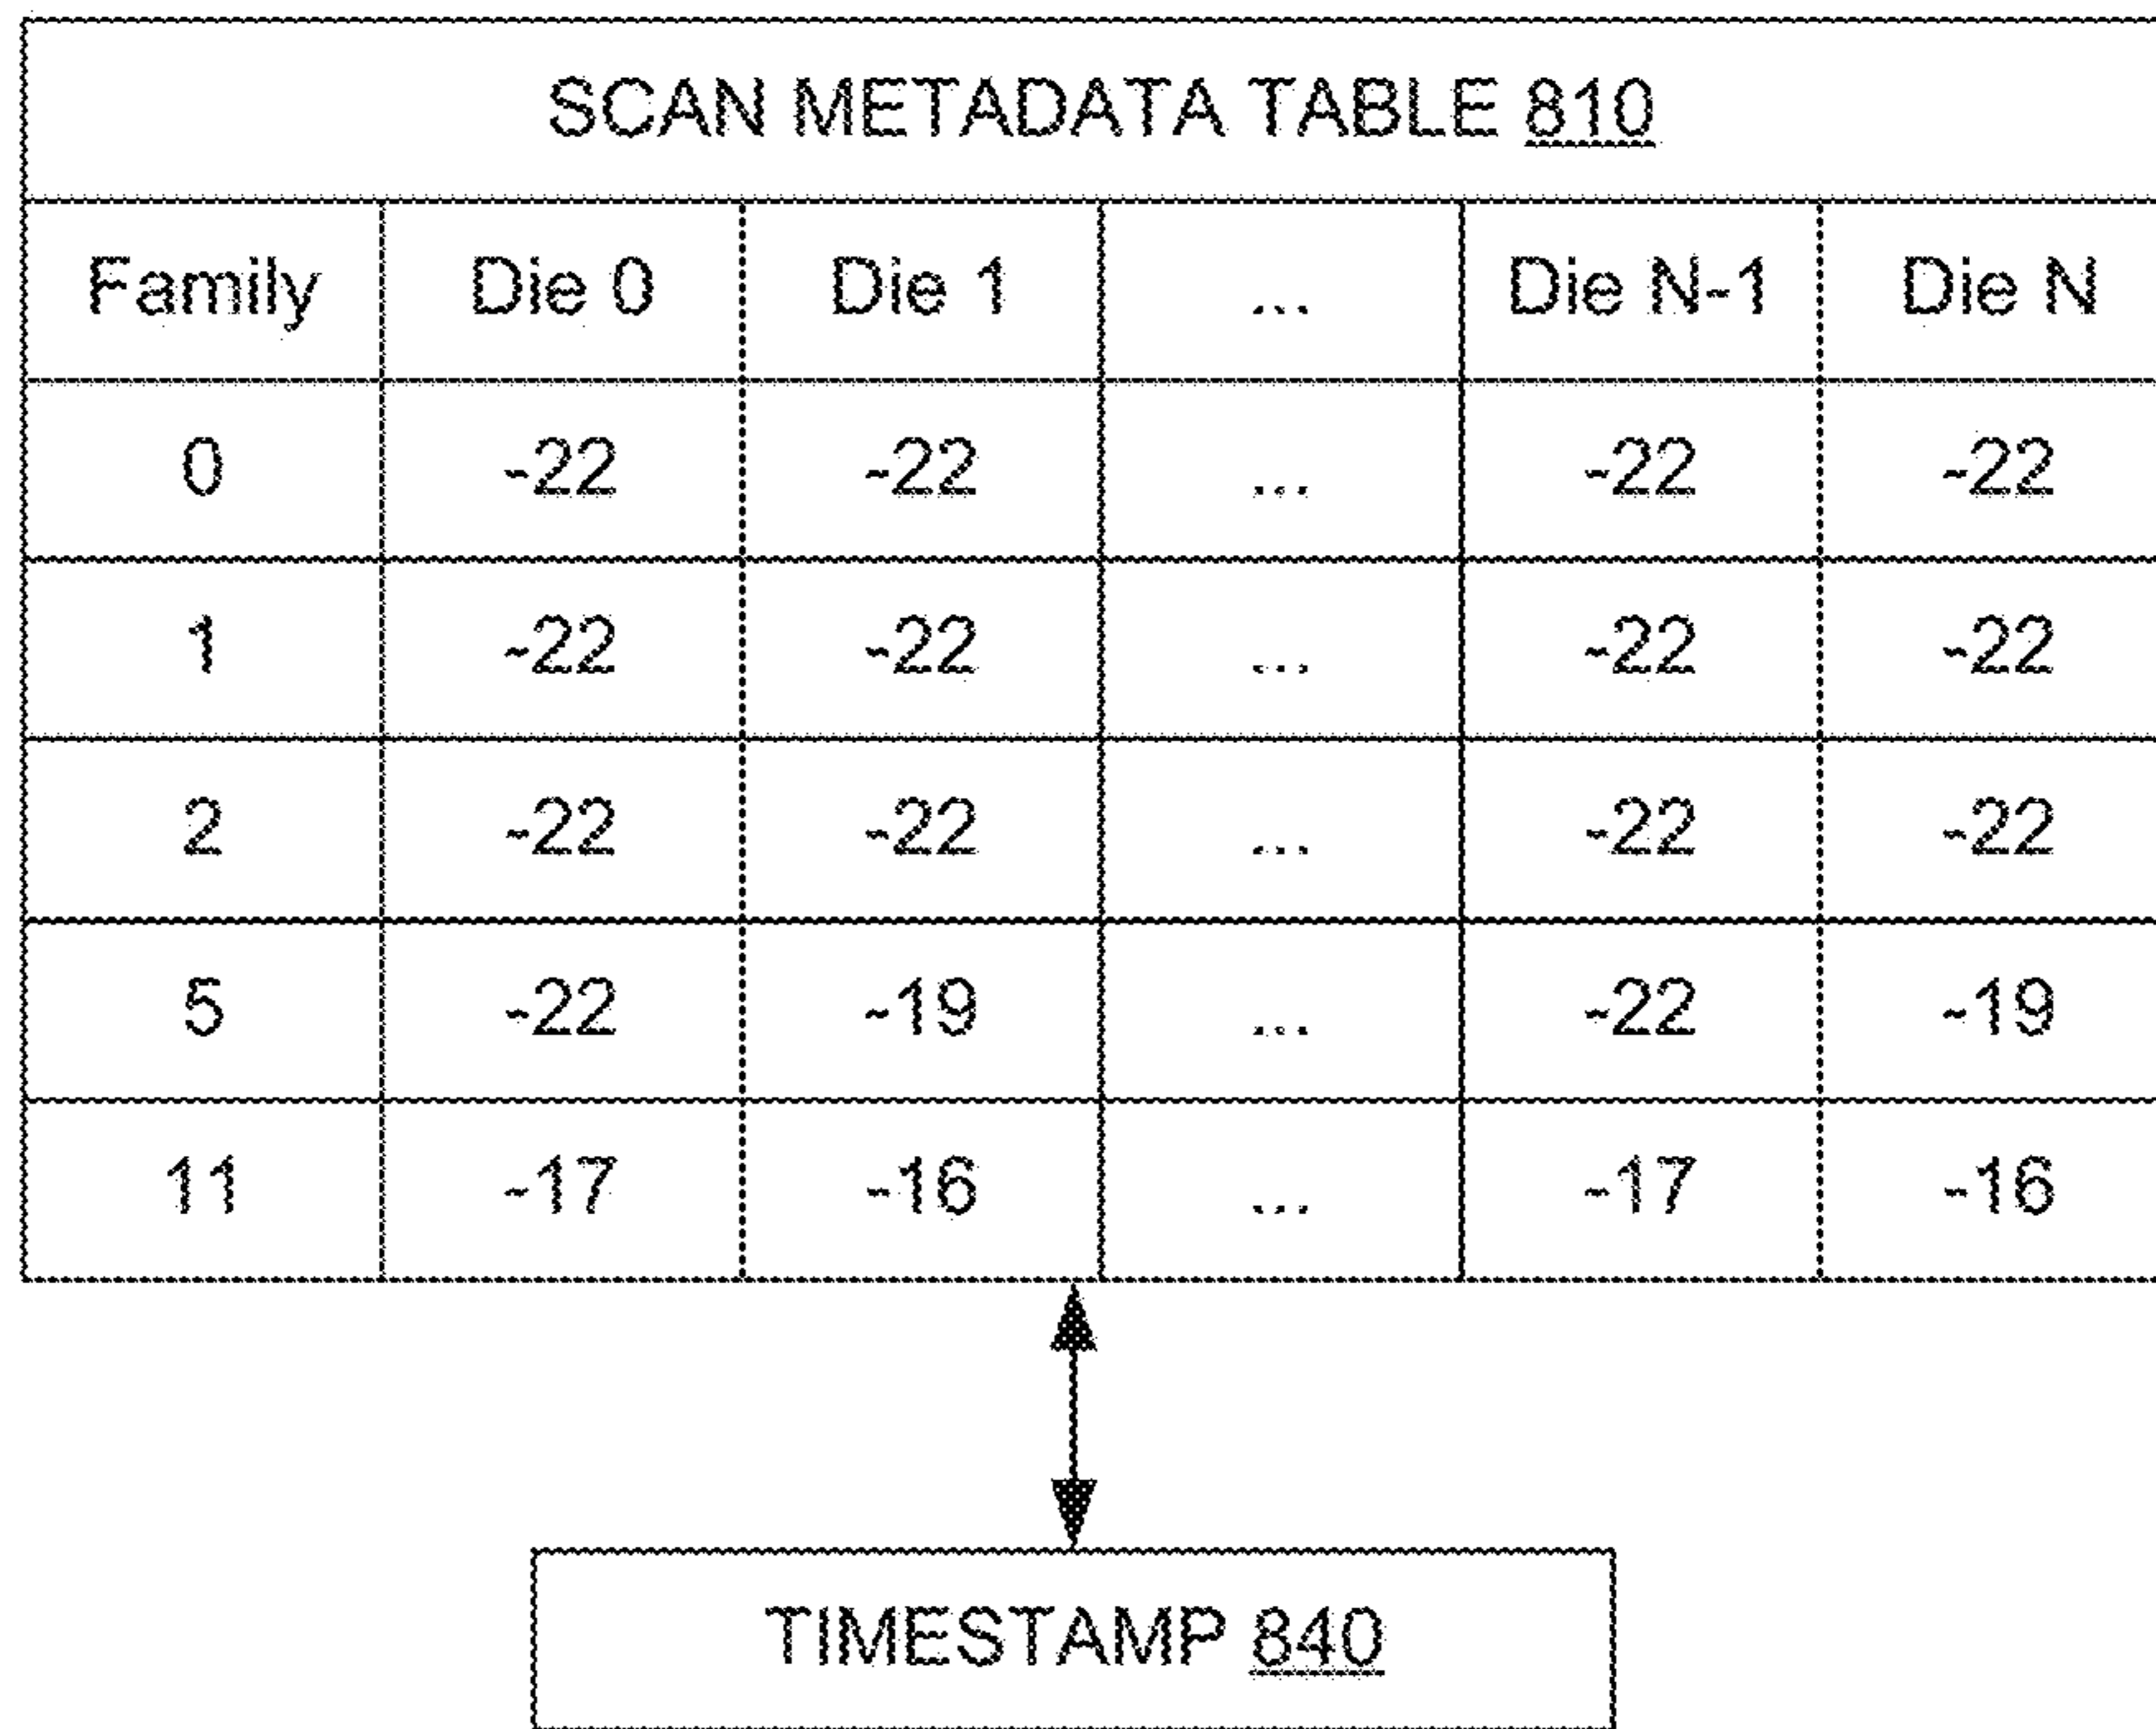 SCAN METADATA TABLE 810
Family Die 0 Die 1 ... Die N-1 Die N
0 -22 -22 ... -22 -22
1 -22 -22 ... -22 -22
2 -22 -22 ... -22 -22
5 -22 -19 ... -22 -19
11 -17 -16 ... -17 -16
TIMESTAMP 840